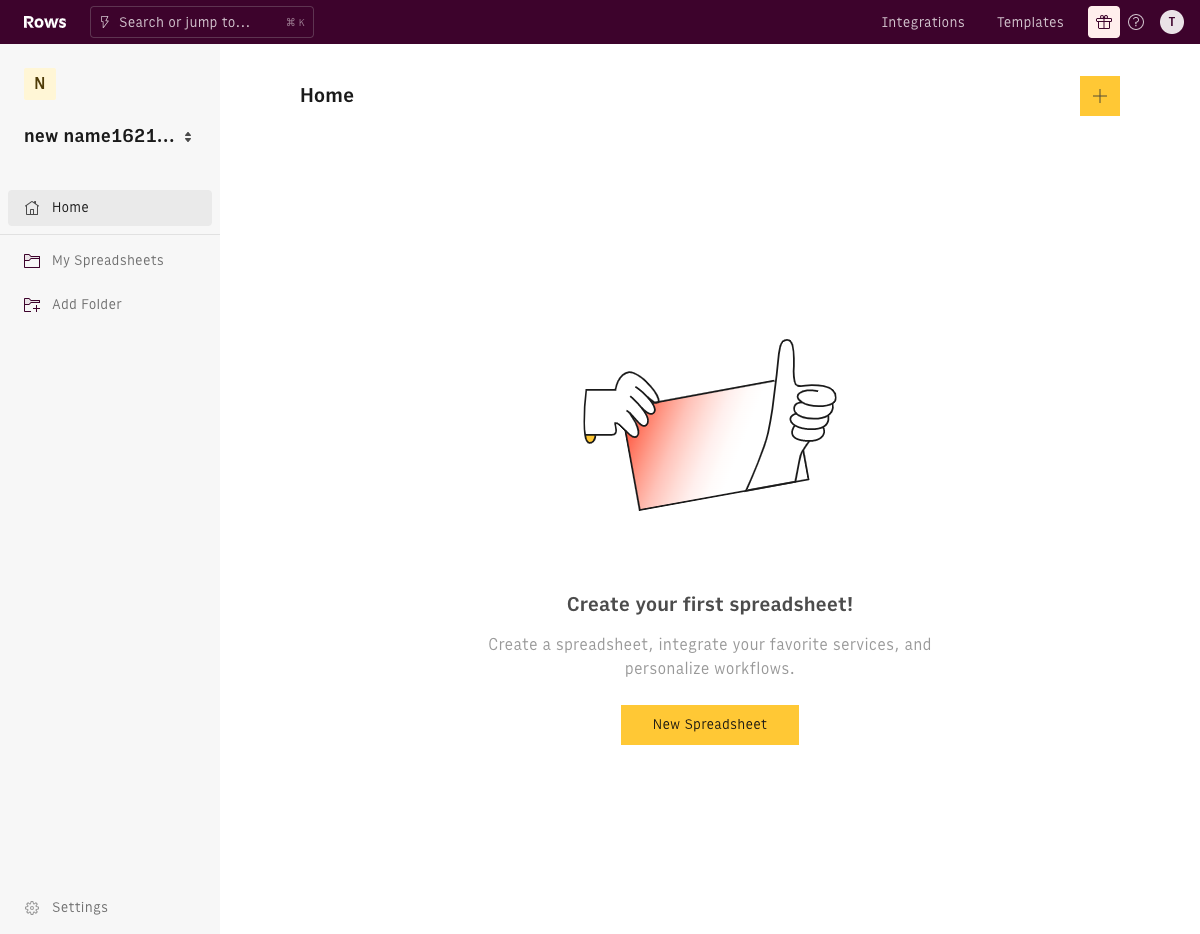 Rows
Search or jump to...
⌘ K
Integrations
Templates
?
T
N
new name1621...
Home
My Spreadsheets
Add Folder
Settings
Home
Create your first spreadsheet!
Create a spreadsheet, integrate your favorite services, and
personalize workflows.
New Spreadsheet